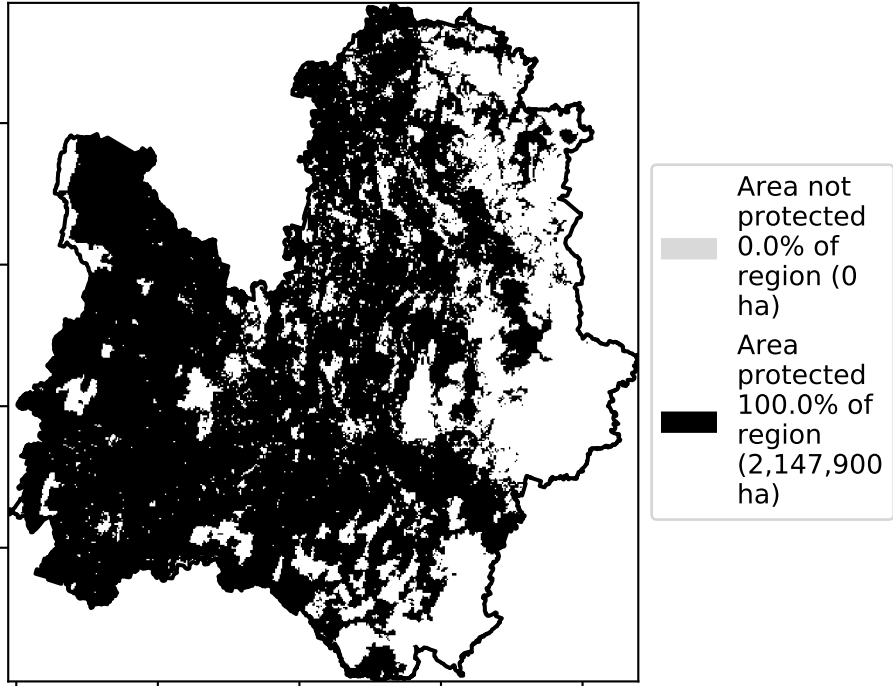 Area not
protected
0.0% of
region (0
ha)
Area
protected
100.0% of
region
(2,147,900
ha)